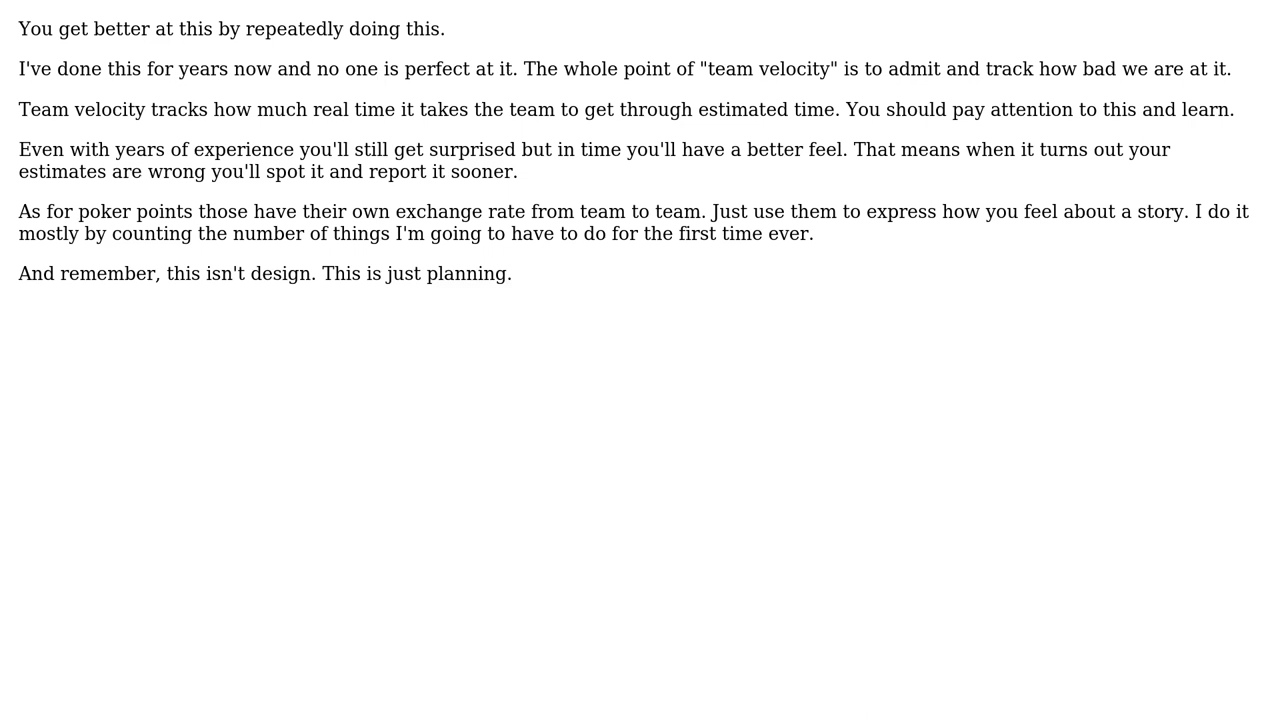 You get better at this by repeatedly doing this.
I've done this for years now and no one is perfect at it. The whole point of "team velocity" is to admit and track how bad we are at it.
Team velocity tracks how much real time it takes the team to get through estimated time. You should pay attention to this and learn.
Even with years of experience you'll still get surprised but in time you'll have a better feel. That means when it turns out your
estimates are wrong you'll spot it and report it sooner.
As for poker points those have their own exchange rate from team to team. Just use them to express how you feel about a story. I do it
mostly by counting the number of things I'm going to have to do for the first time ever.
And remember, this isn't design. This is just planning.